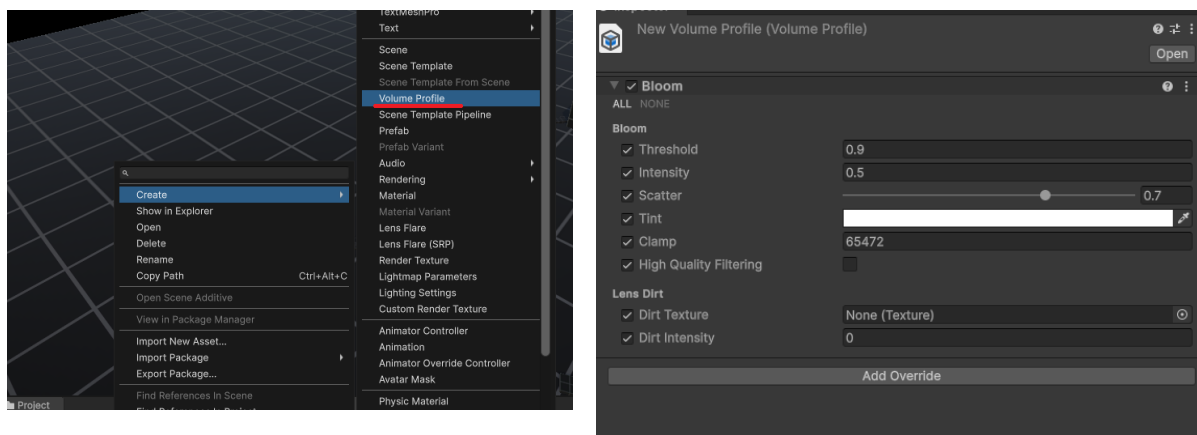 TextMeshPro
Text
Scene
Scene Template
Scene Template From Scene
Volume Profile
Scene Template Pipeline
Prefab
Prefab Variant
Audio
Rendering
Material
Material Variant
Lens Flare
Lens Flare (SRP)
Render Texture
Lightmap Parameters
Lighting Settings
Custom Render Texture
Animator Controller
Animation
Animator Override Controller
Avatar Mask
Physic Material
Create
Show in Explorer
Open
Delete
Rename
Copy Path Ctrl+Alt+C
Open Scene Additive
View in Package Manager
Import New Asset...
Import Package
Export Package...
Find References In Scene
Project
New Volume Profile (Volume Profile)
Open
Bloom
ALL NONE
Bloom
Threshold 0.9
Intensity 0.5
Scatter 0.7
Tint
Clamp 65472
High Quality Filtering
Lens Dirt
Dirt Texture None (Texture)
Dirt Intensity 0
Add Override